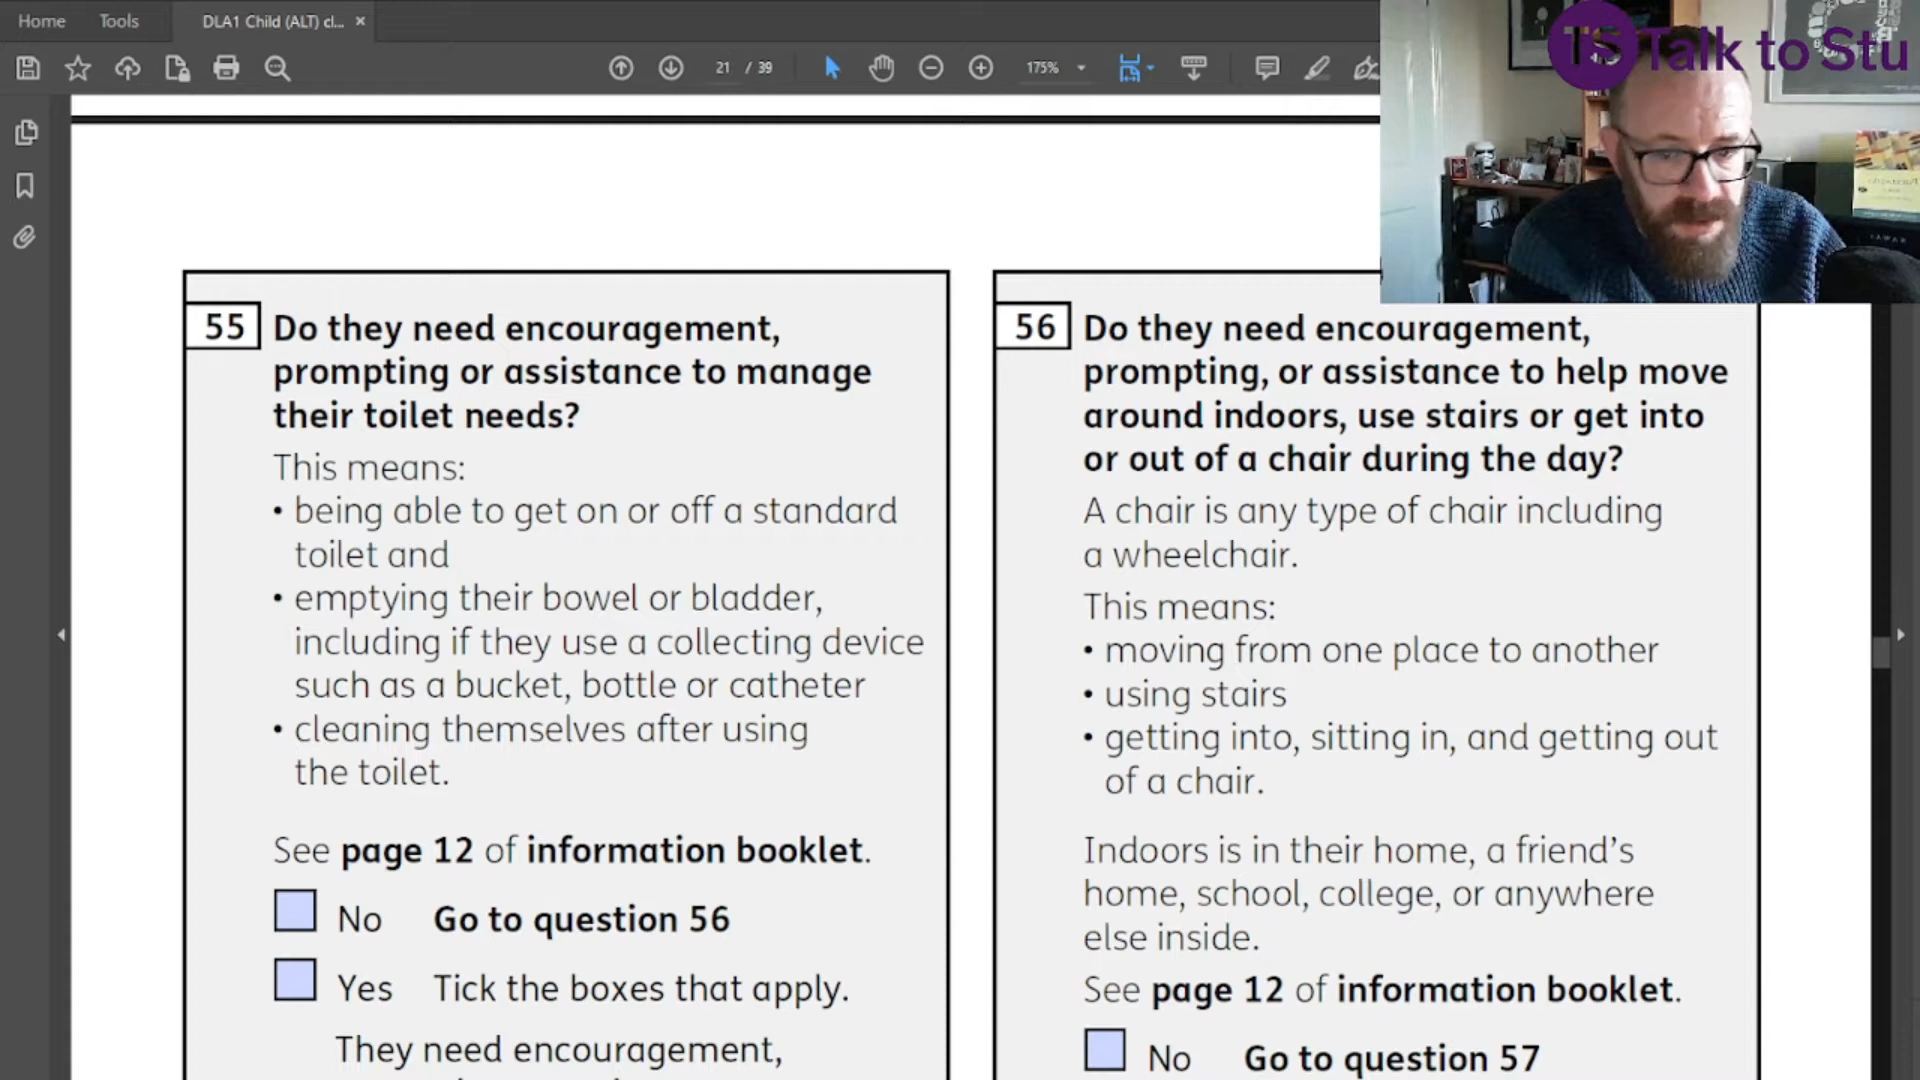 Home
Tools
DLA1 Child (ALT) cl...
×
21 / 39
175%
TS Talk to Stu
55 Do they need encouragement,
prompting or assistance to manage
their toilet needs?
This means:
• being able to get on or off a standard
toilet and
• emptying their bowel or bladder,
including if they use a collecting device
such as a bucket, bottle or catheter
• cleaning themselves after using
the toilet.
See page 12 of information booklet.
No Go to question 56
Yes Tick the boxes that apply.
They need encouragement,
56 Do they need encouragement,
prompting, or assistance to help move
around indoors, use stairs or get into
or out of a chair during the day?
A chair is any type of chair including
a wheelchair.
This means:
• moving from one place to another
• using stairs
• getting into, sitting in, and getting out
of a chair.
Indoors is in their home, a friend's
home, school, college, or anywhere
else inside.
See page 12 of information booklet.
No Go to question 57